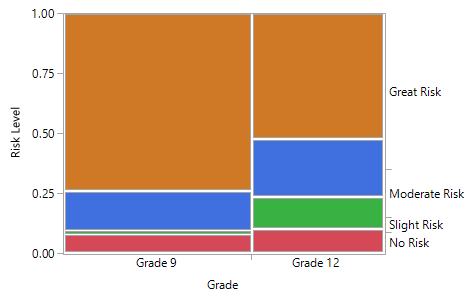 1.00
0.75
0.50
0.25
0.00
Risk Level
Great Risk
Moderate Risk
Slight Risk
No Risk
Grade 9
Grade 12
Grade